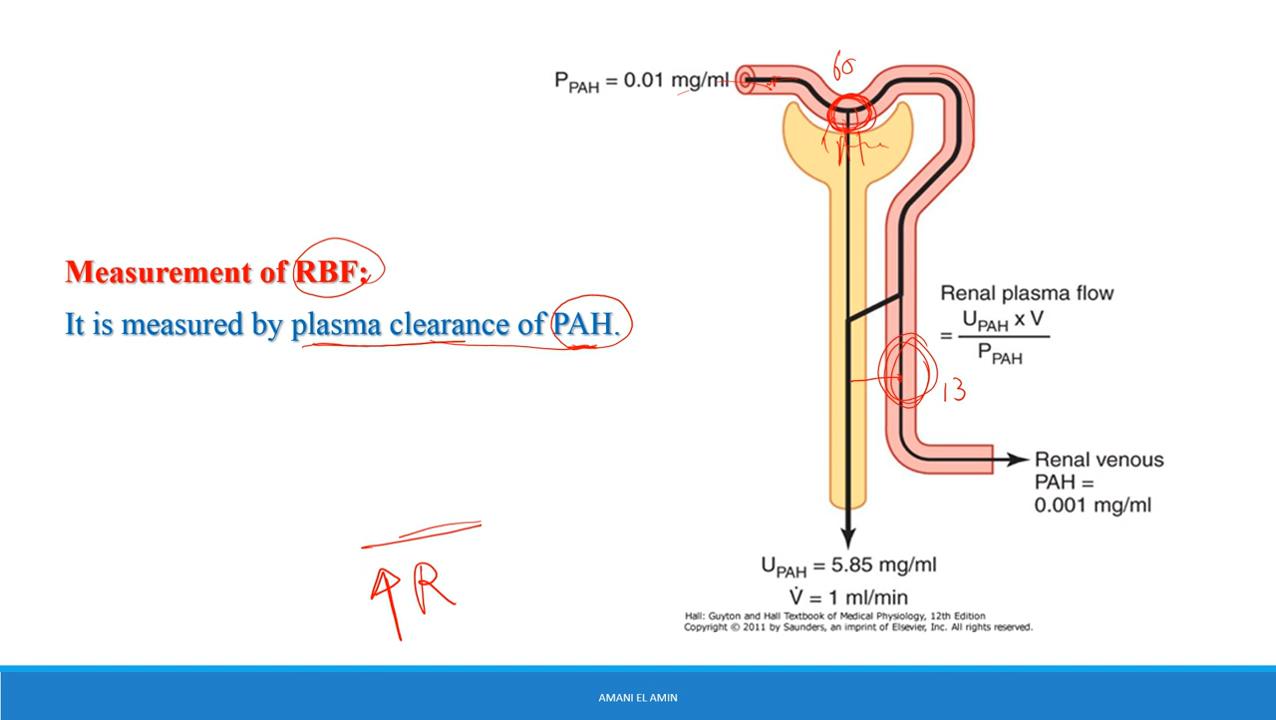 P_PAH = 0.01 mg/ml
60
Measurement of RBF:
It is measured by plasma clearance of PAH.
Renal plasma flow
= U_PAH x V
P_PAH
13
Renal venous
PAH =
0.001 mg/ml
U_PAH = 5.85 mg/ml
V̇ = 1 ml/min
Hall: Guyton and Hall Textbook of Medical Physiology, 12th Edition
Copyright © 2011 by Saunders, an imprint of Elsevier, Inc. All rights reserved.
↑ R
AMANI EL AMIN